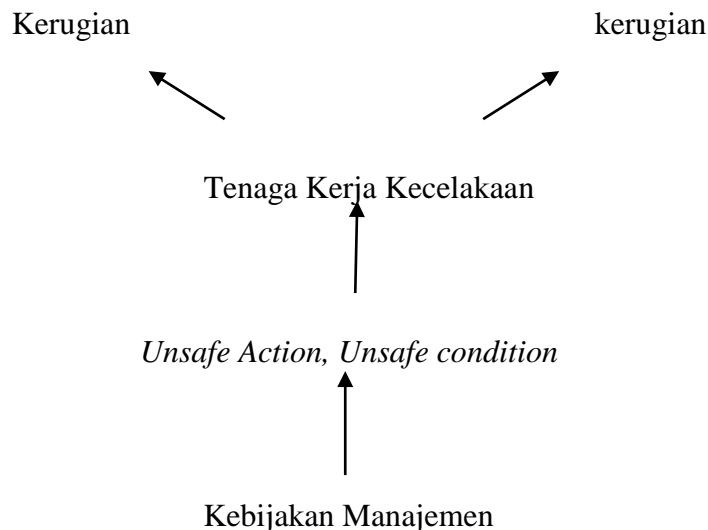 Kerugian kerugian
Tenaga Kerja Kecelakaan
Unsafe Action, Unsafe condition
Kebijakan Manajemen